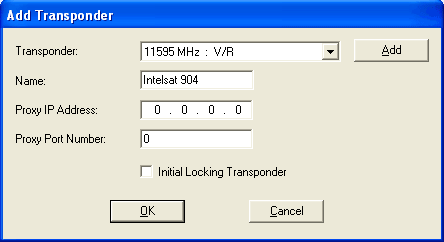 Add Transponder
Transponder: 11595 MHz : V/R Add
Name: Intelsat 904
Proxy IP Address: 0 . 0 . 0 . 0
Proxy Port Number: 0
Initial Locking Transponder
OK Cancel